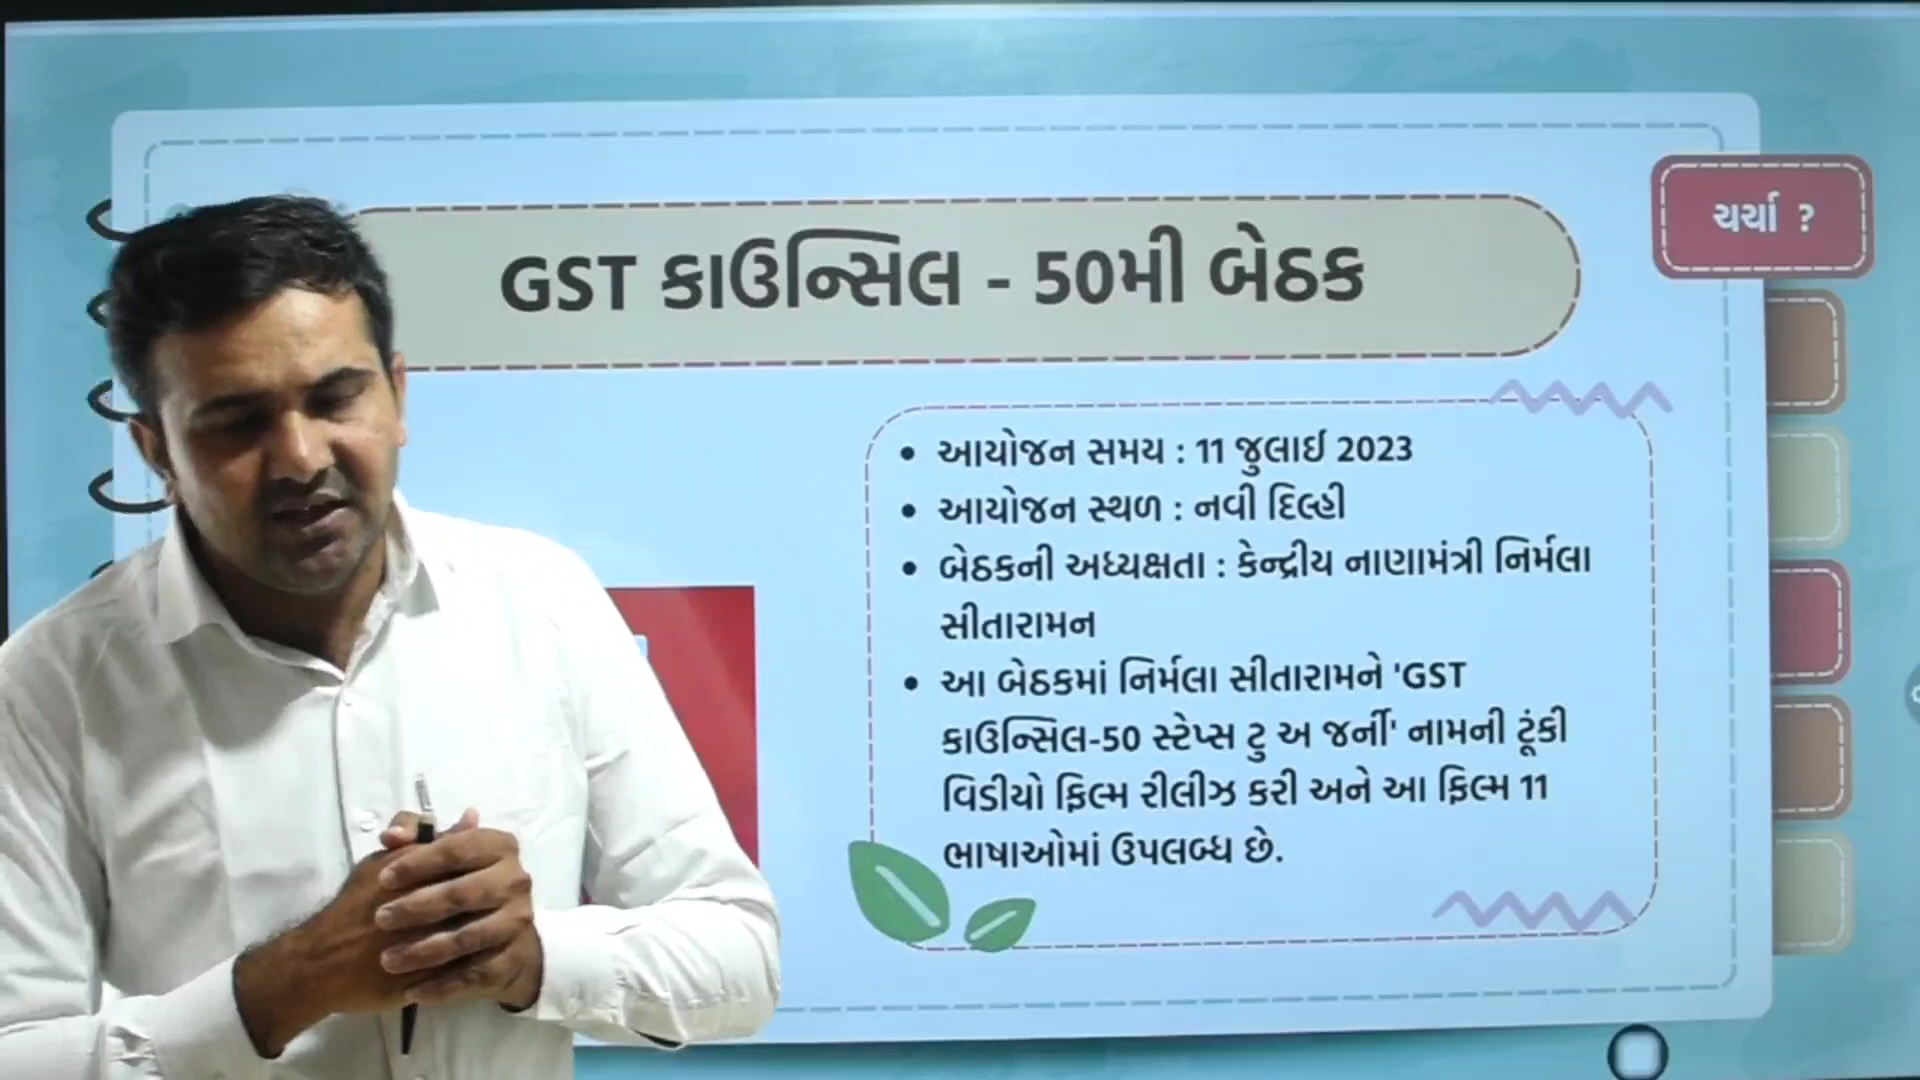 ચર્ચા ?
GST કાઉન્સિલ - 50મી બેઠક
• આયોજન સમય : 11 જુલાઈ 2023
• આયોજન સ્થળ : નવી દિલ્હી
• બેઠકની અધ્યક્ષતા : કેન્દ્રીય નાણામંત્રી નિર્મલા
સીતારામન
• આ બેઠકમાં નિર્મલા સીતારામને 'GST
કાઉન્સિલ-50 સ્ટેપ્સ ટુ અ જર્ની' નામની ટૂંકી
વિડીયો ફિલ્મ રીલીઝ કરી અને આ ફિલ્મ 11
ભાષાઓમાં ઉપલબ્ધ છે.